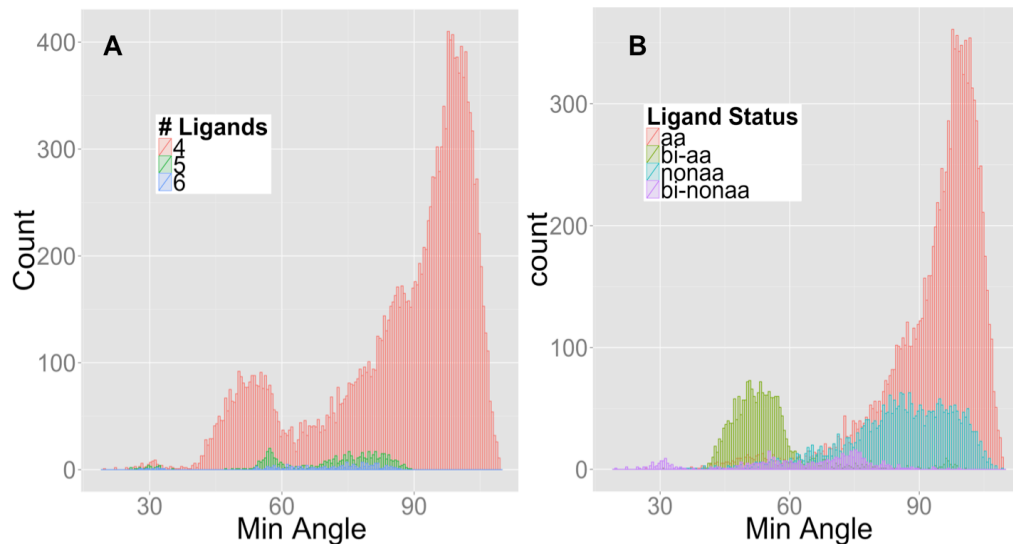 A
# Ligands
4
5
6
400
300
200
100
0
Count
30
60
90
Min Angle
B
Ligand Status
aa
bi-aa
nonaa
bi-nonaa
300
200
100
0
count
30
60
90
Min Angle